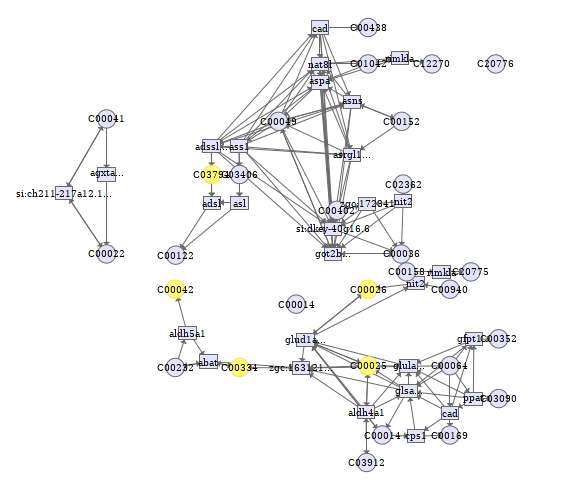 cad
C00438
nat8l
C01042
nmkla
C12270
C20776
aspa
asns
C00041
C00049
C00152
adssl...
ass1
asrgl1...
agxta...
C03794
C03406
C02362
si:ch211-217a12.1...
adsl
asl
C00402
zgc:172341
nit2
si:dkey-40g16.6
C00022
C00122
got2b...
C00036
C00158
nmkla...
C20775
nit2
C00940
C00042
C00026
C00014
aldh5a1
glud1a...
gfpt1...
C00352
C00232
abat
C00334
zgc:163121...
C00025
glula...
C00064
glsa...
ppat
C03090
aldh4a1
cad
C00014
cps1
C00169
C03912